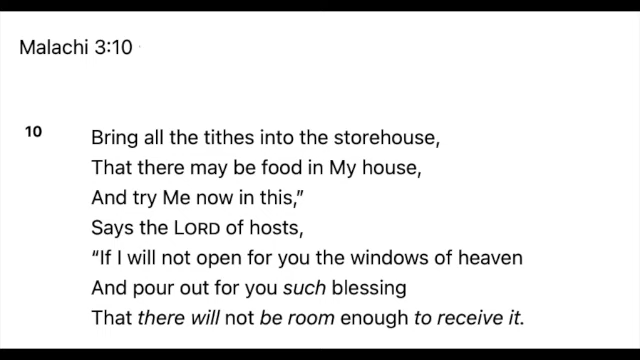 Malachi 3:10
10 Bring all the tithes into the storehouse,
That there may be food in My house,
And try Me now in this,”
Says the LORD of hosts,
“If I will not open for you the windows of heaven
And pour out for you such blessing
That there will not be room enough to receive it.